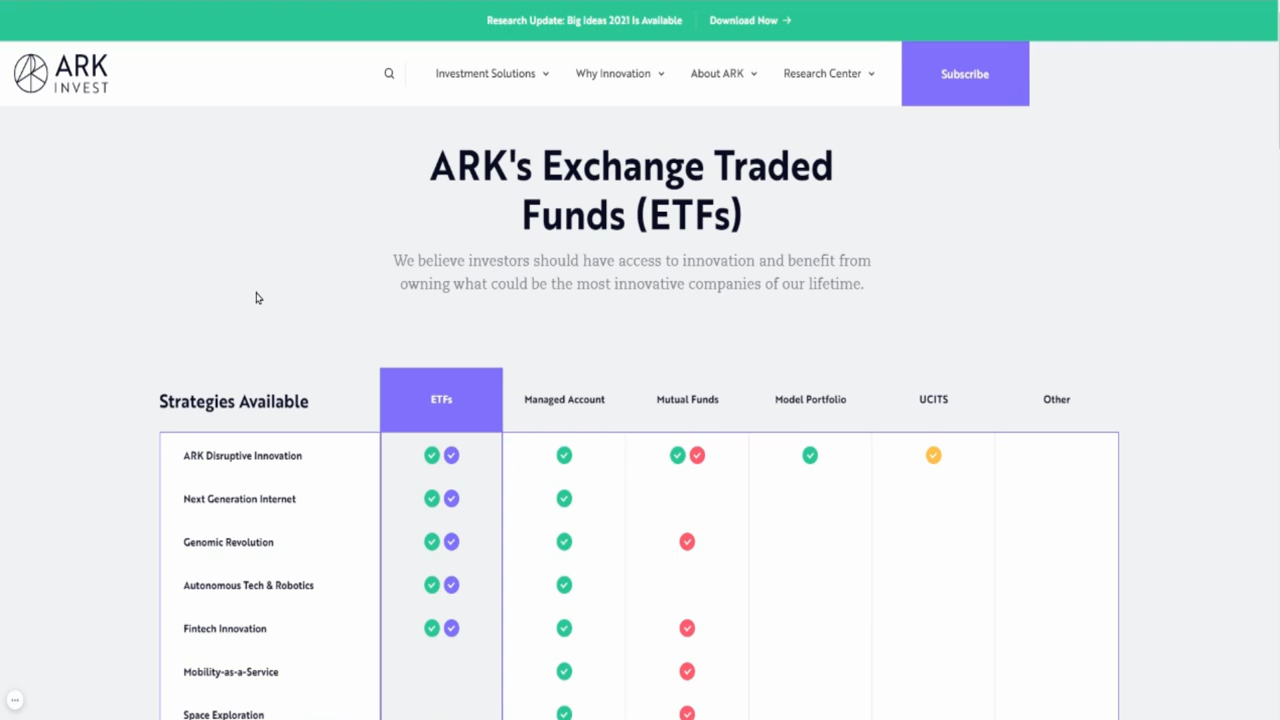 Research Update: Big Ideas 2021 Is Available Download Now →
ARK
INVEST
Investment Solutions Why Innovation About ARK Research Center Subscribe
ARK's Exchange Traded
Funds (ETFs)
We believe investors should have access to innovation and benefit from
owning what could be the most innovative companies of our lifetime.
Strategies Available ETFs Managed Account Mutual Funds Model Portfolio UCITS Other
ARK Disruptive Innovation
Next Generation Internet
Genomic Revolution
Autonomous Tech & Robotics
Fintech Innovation
Mobility-as-a-Service
Space Exploration